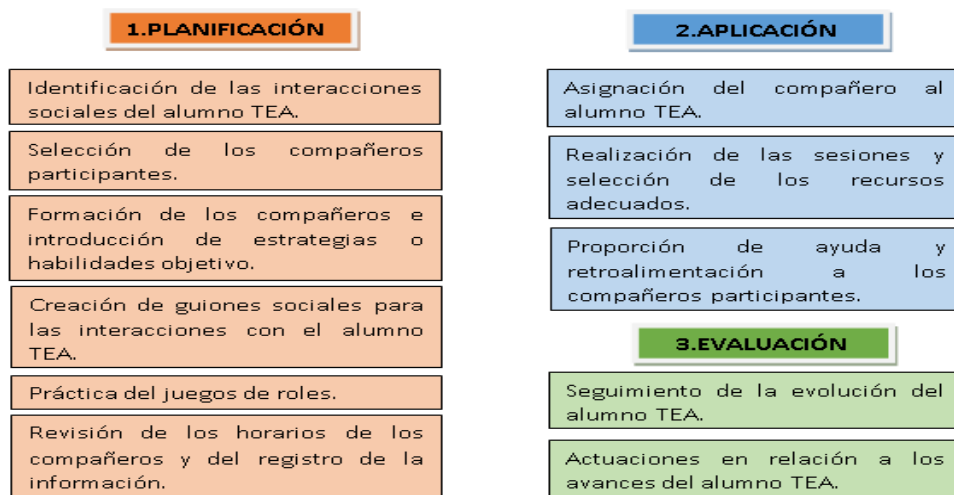 1.PLANIFICACIÓN
Identificación de las interacciones
sociales del alumno TEA.
Selección de los compañeros
participantes.
Formación de los compañeros e
introducción de estrategias o
habilidades objetivo.
Creación de guiones sociales para
las interacciones con el alumno
TEA.
Práctica del juegos de roles.
Revisión de los horarios de los
compañeros y del registro de la
información.
2.APLICACIÓN
Asignación del compañero al
alumno TEA.
Realización de las sesiones y
selección de los recursos
adecuados.
Proporción de ayuda y
retroalimentación a los
compañeros participantes.
3.EVALUACIÓN
Seguimiento de la evolución del
alumno TEA.
Actuaciones en relación a los
avances del alumno TEA.